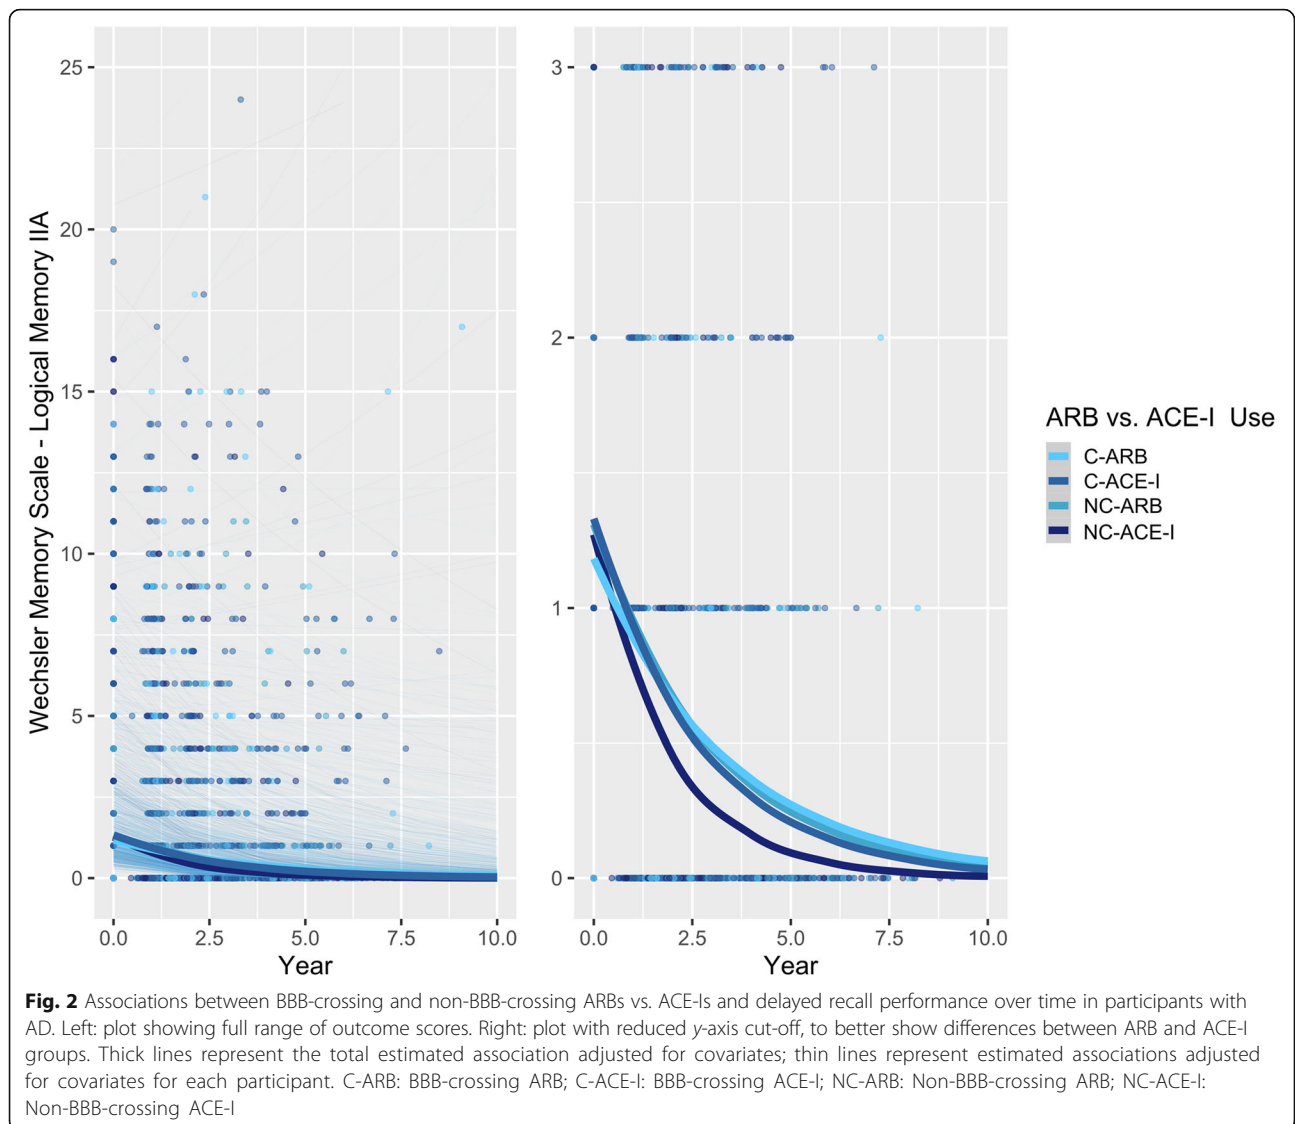 Wechsler Memory Scale - Logical Memory IIA
25
20
15
10
5
0
0.0 2.5 5.0 7.5 10.0
Year
3
2
1
0
0.0 2.5 5.0 7.5 10.0
Year
ARB vs. ACE-I Use
C-ARB
C-ACE-I
NC-ARB
NC-ACE-I
Fig. 2 Associations between BBB-crossing and non-BBB-crossing ARBs vs. ACE-Is and delayed recall performance over time in participants with
AD. Left: plot showing full range of outcome scores. Right: plot with reduced y-axis cut-off, to better show differences between ARB and ACE-I
groups. Thick lines represent the total estimated association adjusted for covariates; thin lines represent estimated associations adjusted
for covariates for each participant. C-ARB: BBB-crossing ARB; C-ACE-I: BBB-crossing ACE-I; NC-ARB: Non-BBB-crossing ARB; NC-ACE-I:
Non-BBB-crossing ACE-I